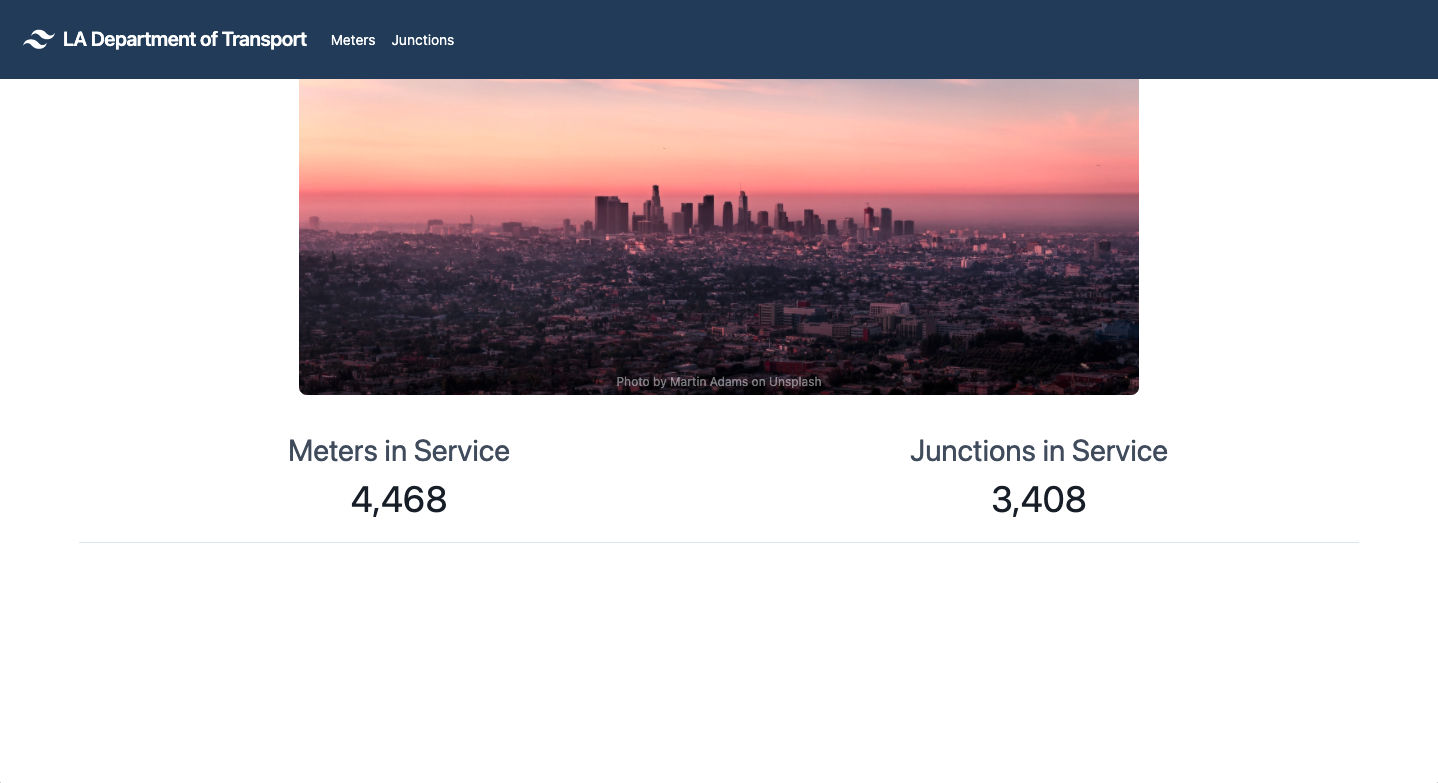 LA Department of Transport
Meters
Junctions
Photo by Martin Adams on Unsplash
Meters in Service
4,468
Junctions in Service
3,408